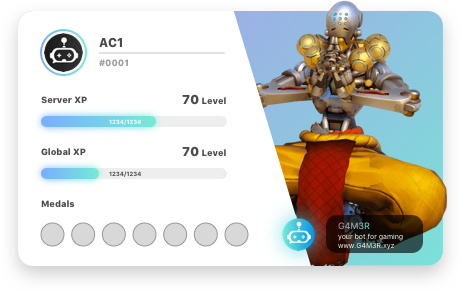 AC1
#0001
Server XP
70 Level
1234/1234
Global XP
70 Level
1234/1234
Medals
G4M3R
your bot for gaming
www.G4M3R.xyz